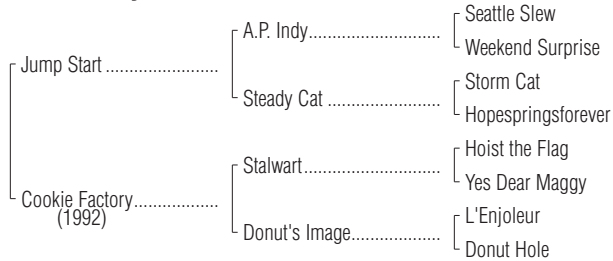 Seattle Slew
A.P. Indy
Weekend Surprise
Jump Start
Storm Cat
Steady Cat
Hopespringsforever
Hoist the Flag
Stalwart
Yes Dear Maggy
Cookie Factory
(1992)
L'Enjoleur
Donut's Image
Donut Hole